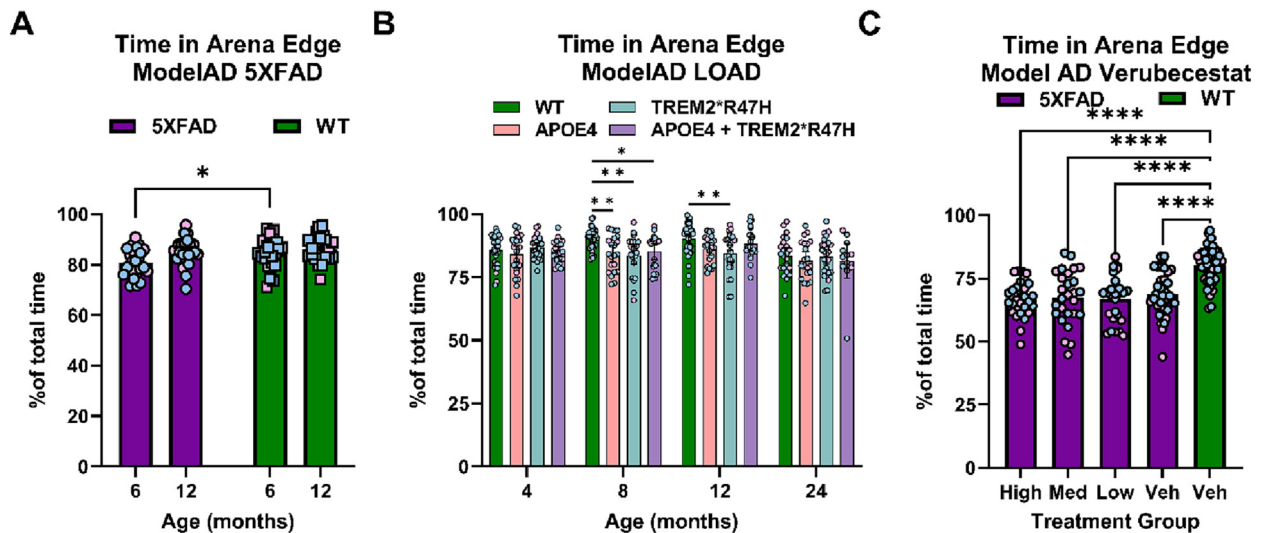 A
Time in Arena Edge
ModelAD 5XFAD
5XFAD
WT
*
%of total time
100
80
60
40
20
0
6
12
6
12
Age (months)
B
Time in Arena Edge
ModelAD LOAD
WT
TREM2*R47H
APOE4
APOE4 + TREM2*R47H
*
**
**
**
%of total time
100
75
50
25
0
4
8
12
24
Age (months)
C
Time in Arena Edge
Model AD Verubecestat
5XFAD
WT
****
****
****
****
%of total time
100
75
50
25
0
High
Med
Low
Veh
Veh
Treatment Group